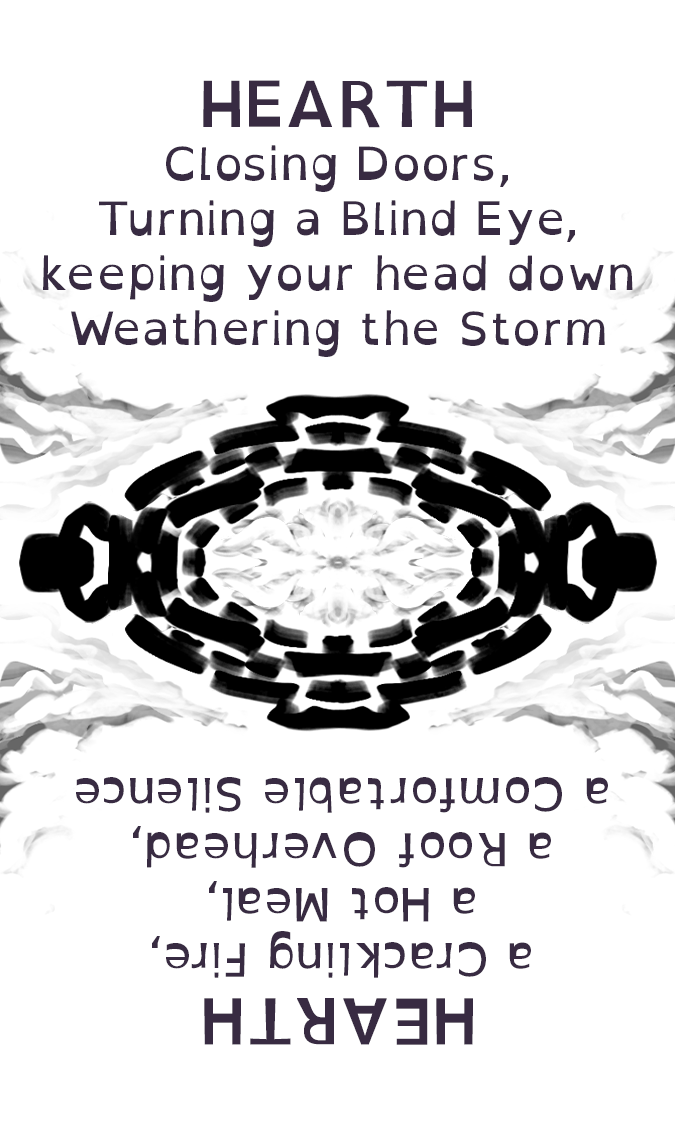 HEARTH
Closing Doors,
Turning a Blind Eye,
keeping your head down
Weathering the Storm
HEARTH
a Crackling Fire,
a Hot Meal,
a Roof Overhead,
a Comfortable Silence